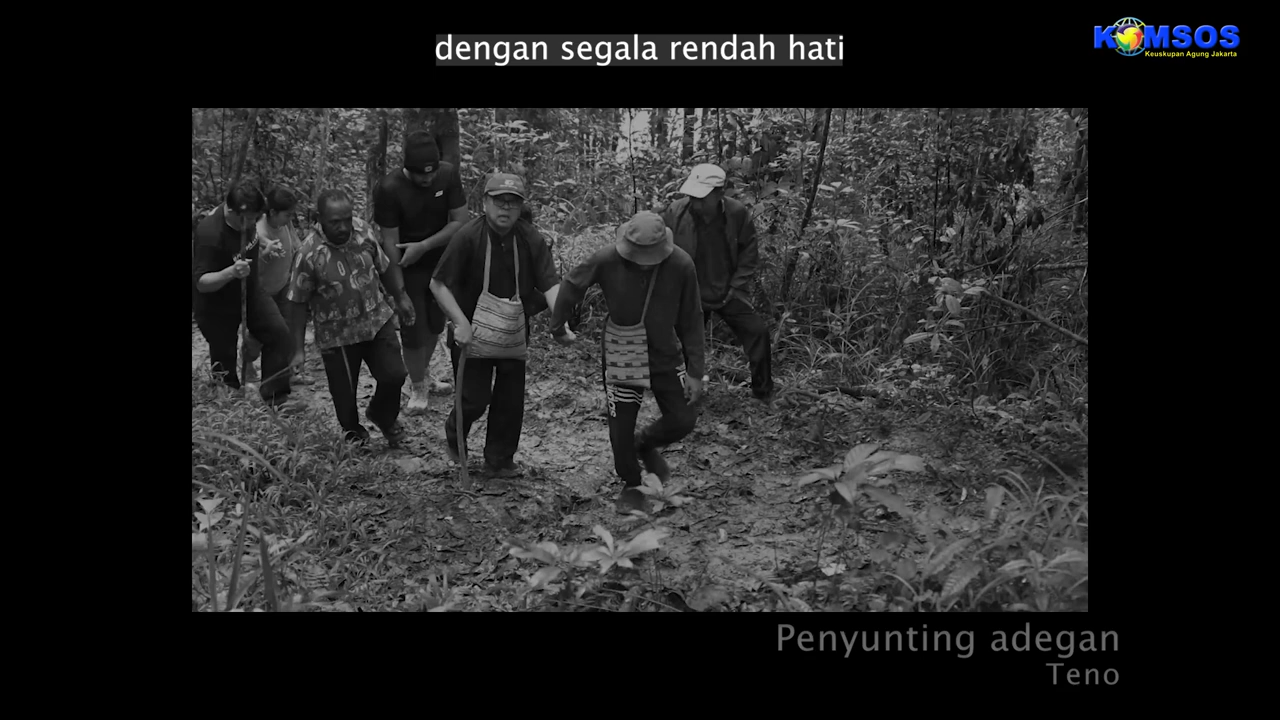 dengan segala rendah hati
KOMSOS
Keuskupan Agung Jakarta
Penyunting adegan
Teno